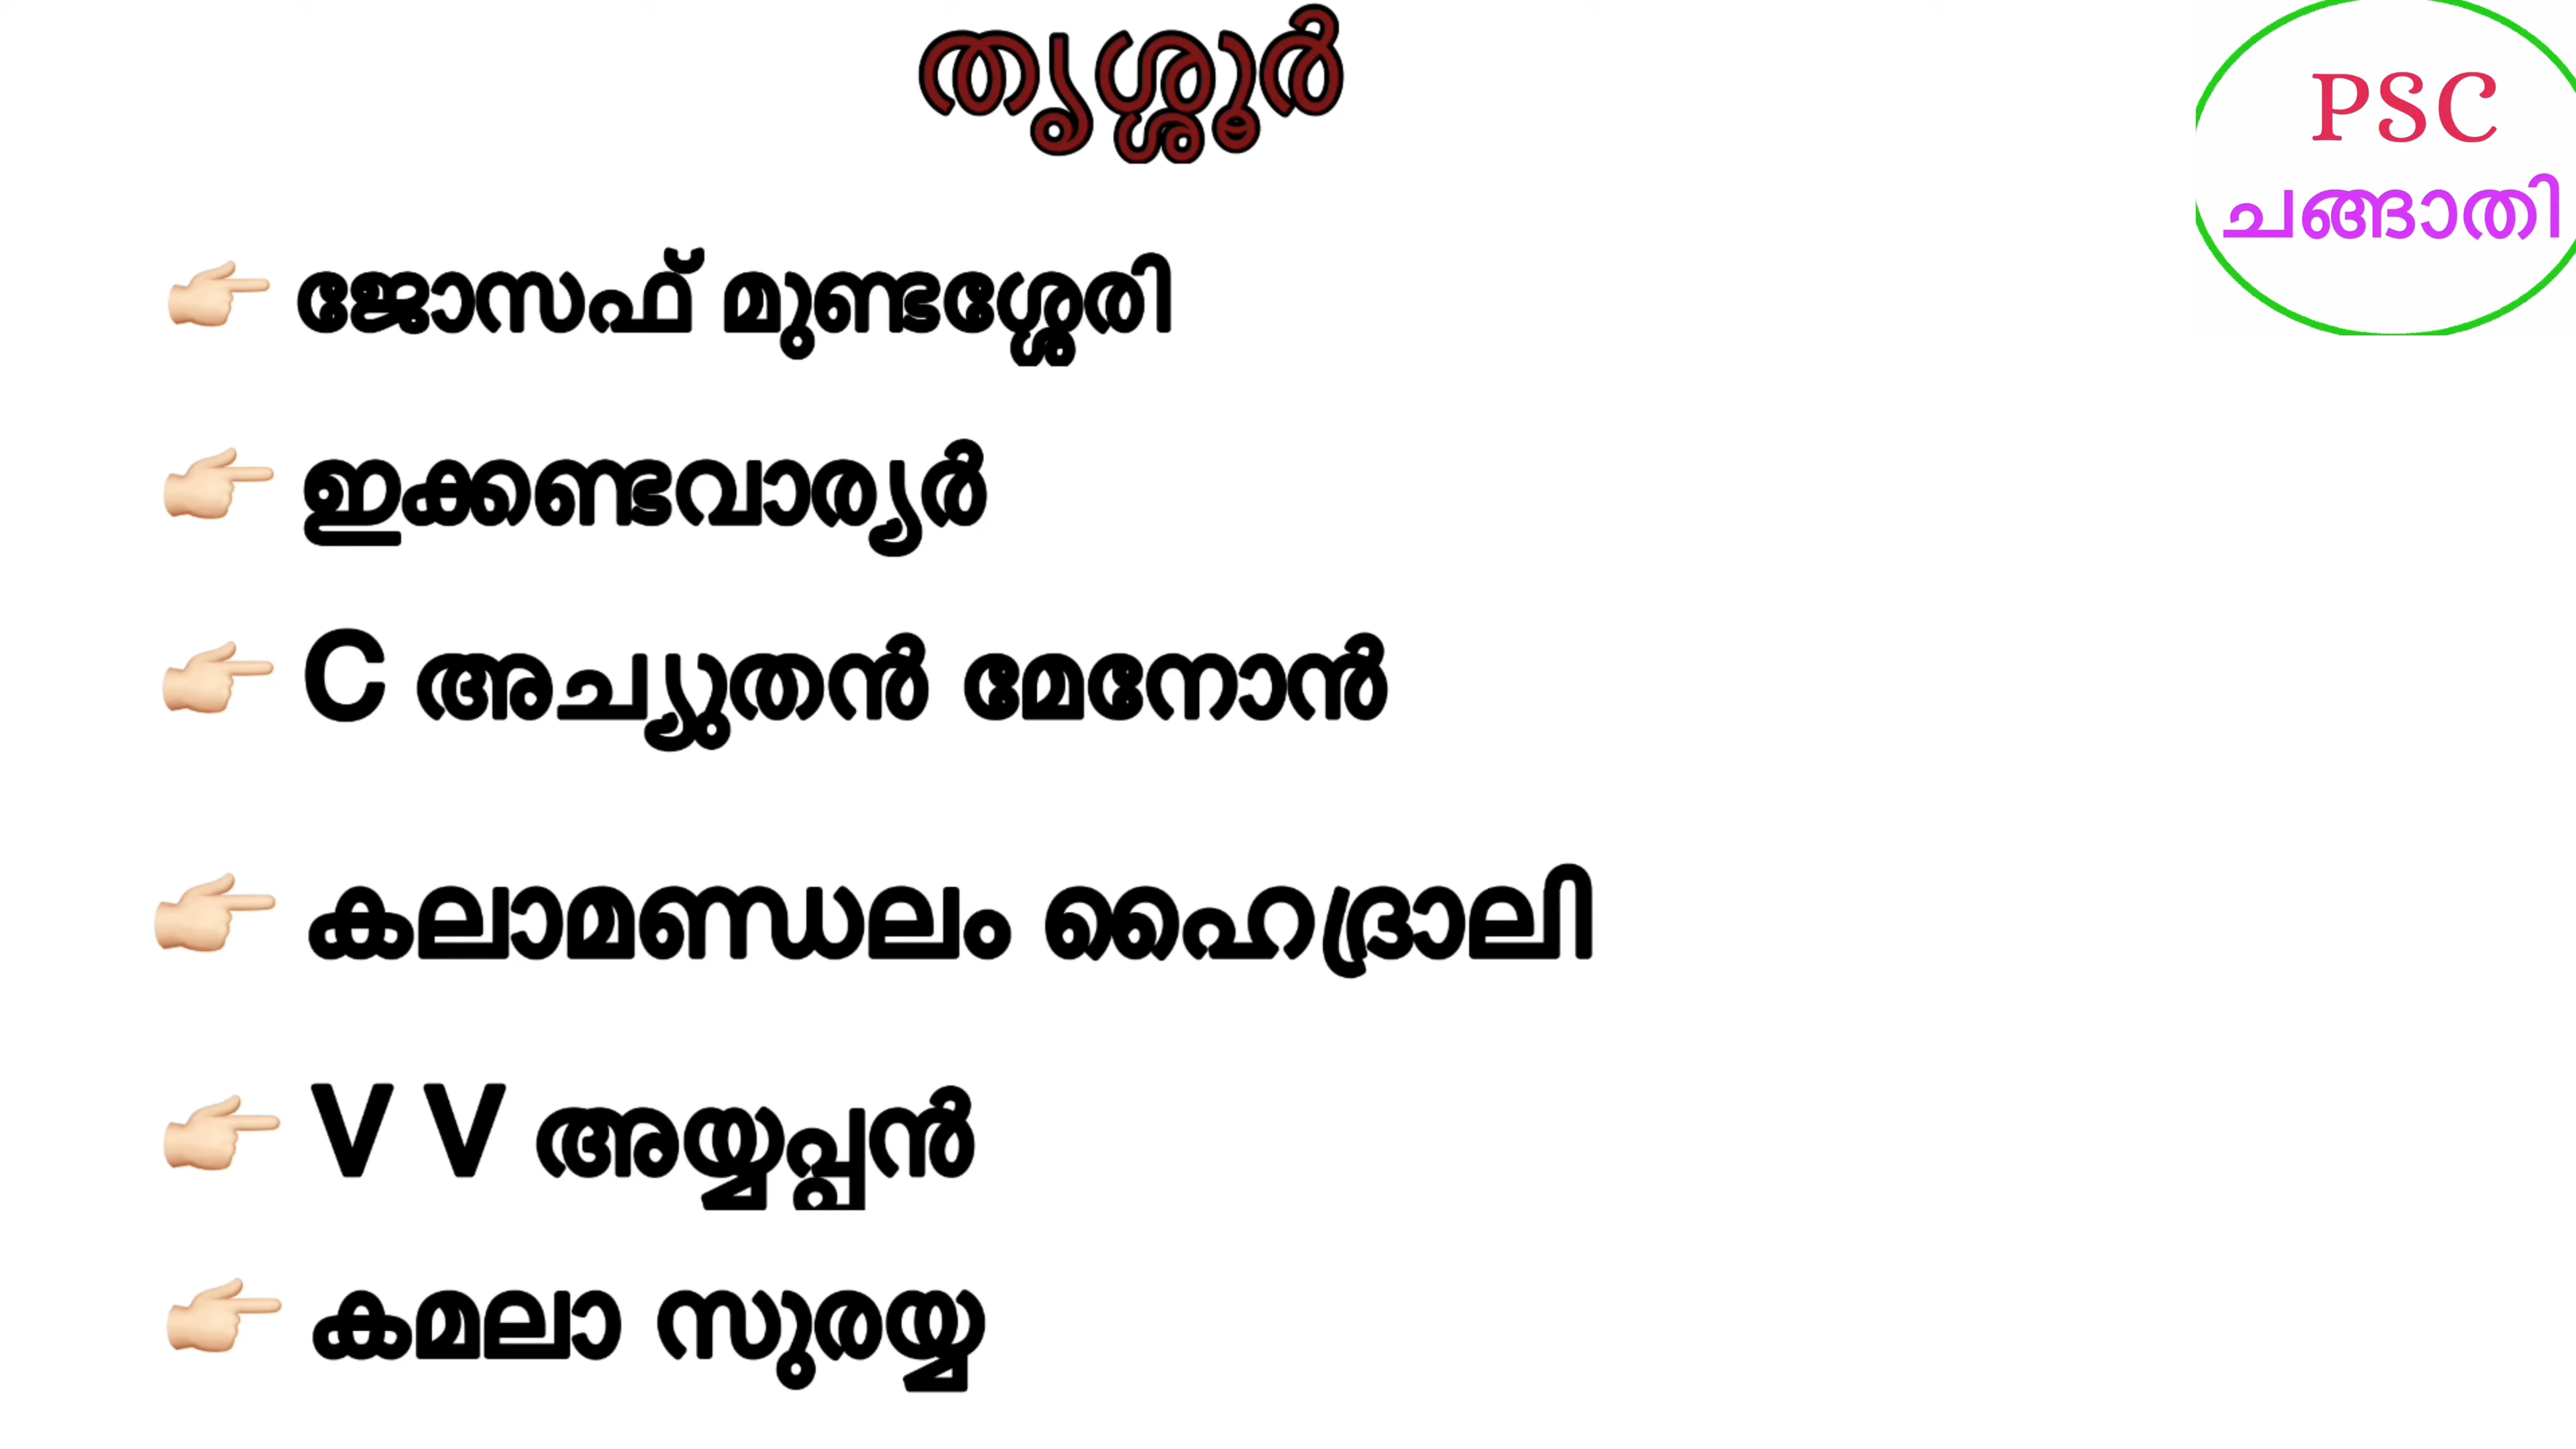 തൃശ്ശൂർ
PSC
ചങ്ങാതി
👉🏻 ജോസഫ് മുണ്ടശ്ശേരി
👉🏻 ഇക്കണ്ടവാര്യർ
👉🏻 C അച്യുതൻ മേനോൻ
👉🏻 കലാമണ്ഡലം ഹൈദ്രാലി
👉🏻 V V അയ്യപ്പൻ
👉🏻 കമലാ സുരയ്യ